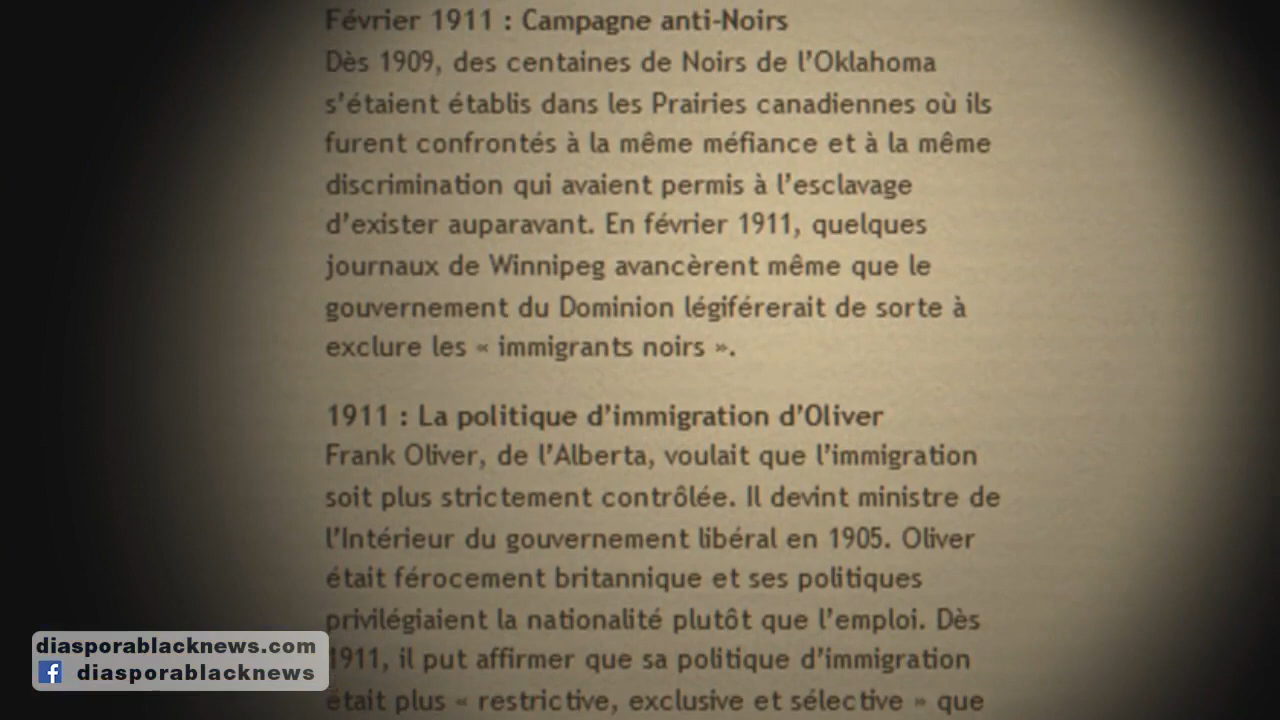 Février 1911 : Campagne anti-Noirs
Dès 1909, des centaines de Noirs de l'Oklahoma
s'étaient établis dans les Prairies canadiennes où ils
furent confrontés à la même méfiance et à la même
discrimination qui avaient permis à l'esclavage
d'exister auparavant. En février 1911, quelques
journaux de Winnipeg avancèrent même que le
gouvernement du Dominion légiférerait de sorte à
exclure les « immigrants noirs ».
1911 : La politique d'immigration d'Oliver
Frank Oliver, de l'Alberta, voulait que l'immigration
soit plus strictement contrôlée. Il devint ministre de
l'Intérieur du gouvernement libéral en 1905. Oliver
était férocement britannique et ses politiques
privilégiaient la nationalité plutôt que l'emploi. Dès
1911, il put affirmer que sa politique d'immigration
était plus « restrictive, exclusive et sélective » que
diasporablacknews.com
f diasporablacknews